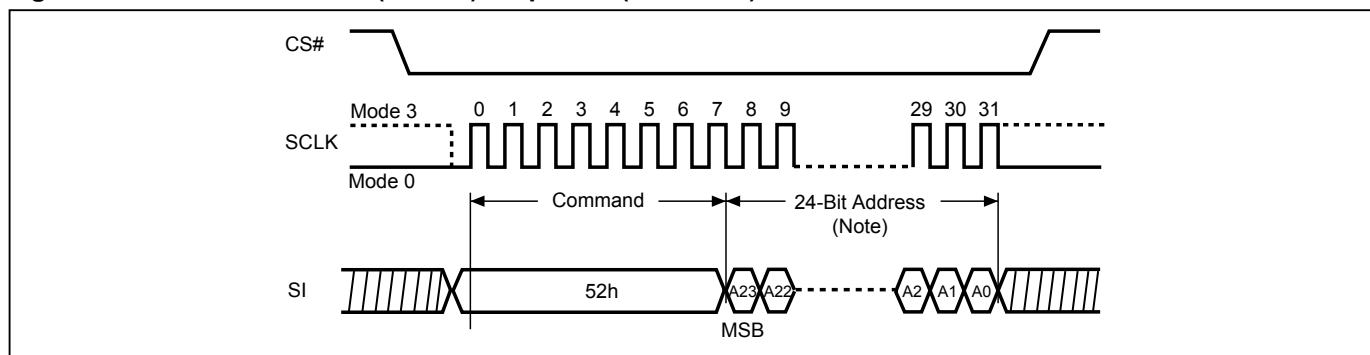 CS#
Mode 3
0 1 2 3 4 5 6 7 8 9 29 30 31
SCLK
Mode 0
Command
24-Bit Address
(Note)
SI
52h
A23 A22 A2 A1 A0
MSB